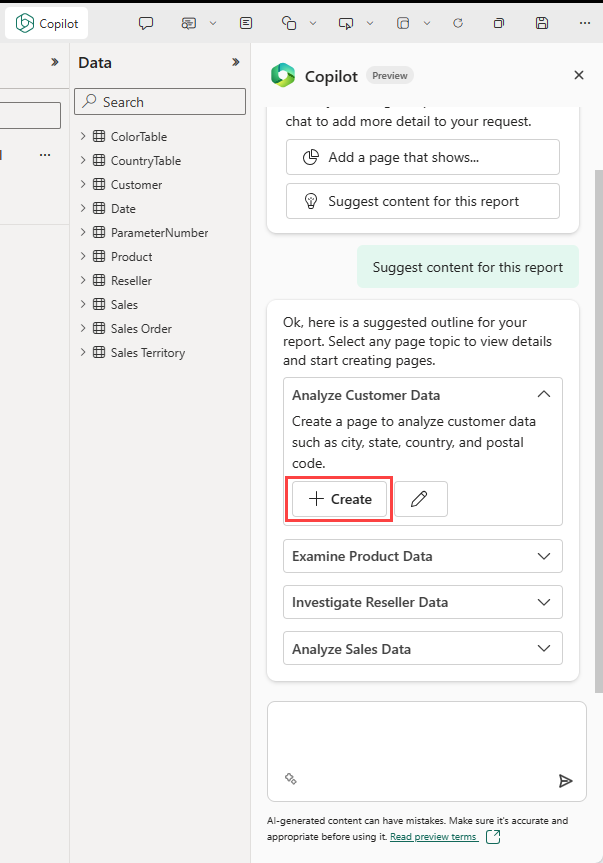 Copilot
Data
Search
ColorTable
CountryTable
Customer
Date
ParameterNumber
Product
Reseller
Sales
Sales Order
Sales Territory
Copilot Preview
chat to add more detail to your request.
Add a page that shows...
Suggest content for this report
Suggest content for this report
Ok, here is a suggested outline for your
report. Select any page topic to view details
and start creating pages.
Analyze Customer Data
Create a page to analyze customer data
such as city, state, country, and postal
code.
Create
Examine Product Data
Investigate Reseller Data
Analyze Sales Data
AI-generated content can have mistakes. Make sure it's accurate and
appropriate before using it. Read preview terms